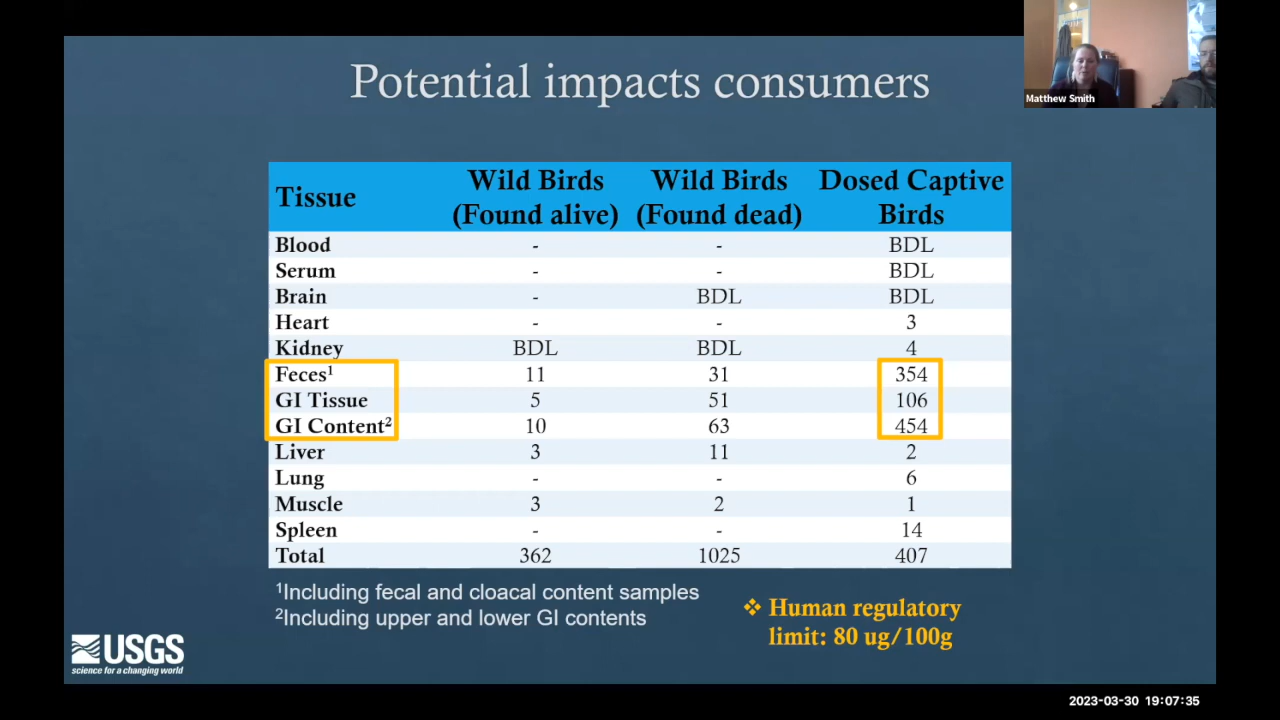 Potential impacts consumers
Matthew Smith
Tissue Wild Birds (Found alive) Wild Birds (Found dead) Dosed Captive Birds
Blood - - BDL
Serum - - BDL
Brain - BDL BDL
Heart - - 3
Kidney BDL BDL 4
Feces¹ 11 31 354
GI Tissue 5 51 106
GI Content² 10 63 454
Liver 3 11 2
Lung - - 6
Muscle 3 2 1
Spleen - - 14
Total 362 1025 407
¹Including fecal and cloacal content samples
²Including upper and lower GI contents
❖ Human regulatory
limit: 80 ug/100g
USGS
science for a changing world
2023-03-30 19:07:35